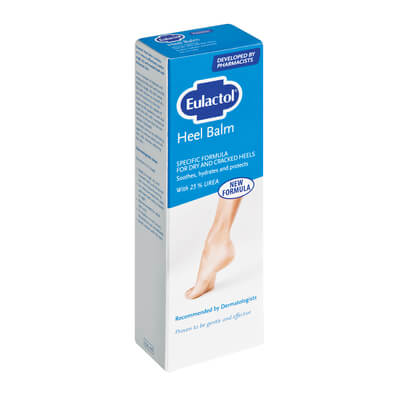 DEVELOPED BY
PHARMACISTS
Eulactol®
Heel Balm
SPECIFIC FORMULA
FOR DRY AND CRACKED HEELS
Soothes, hydrates and protects
With 25 % UREA
NEW
FORMULA
Recommended by Dermatologists
Proven to be gentle and effective